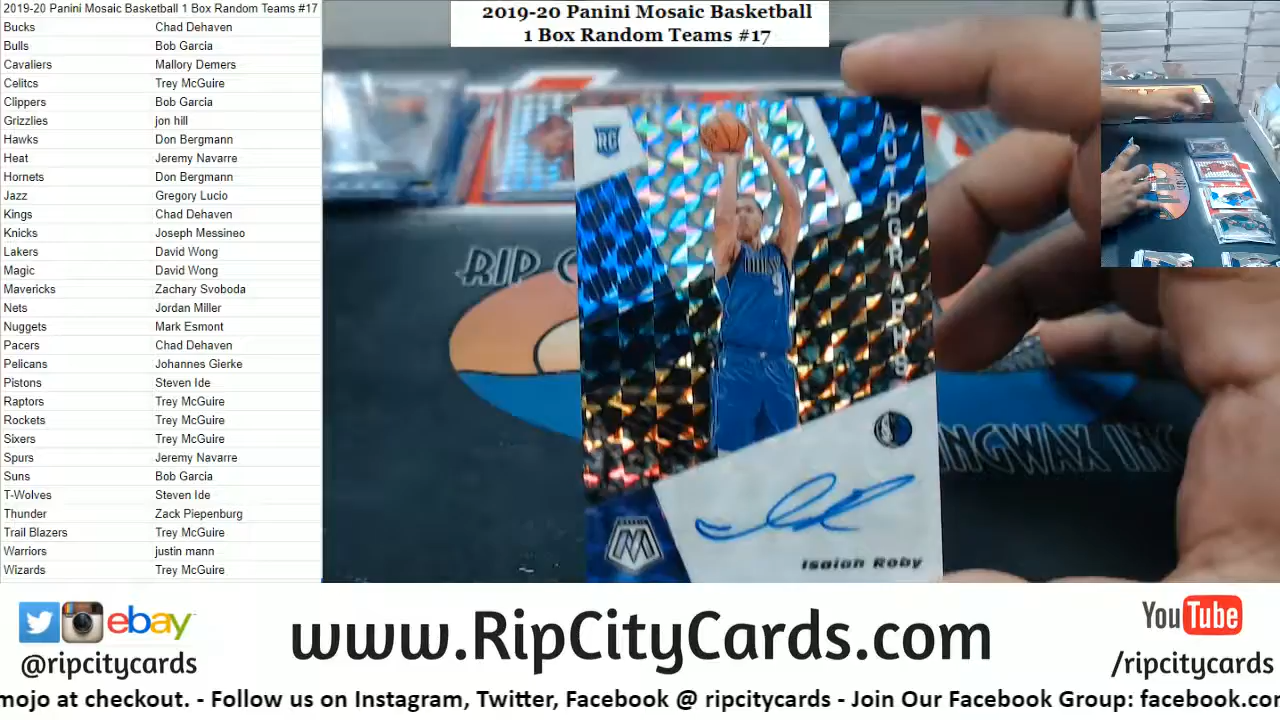 2019-20 Panini Mosaic Basketball 1 Box Random Teams #17
Bucks Chad Dehaven
Bulls Bob Garcia
Cavaliers Mallory Demers
Celitcs Trey McGuire
Clippers Bob Garcia
Grizzlies jon hill
Hawks Don Bergmann
Heat Jeremy Navarre
Hornets Don Bergmann
Jazz Gregory Lucio
Kings Chad Dehaven
Knicks Joseph Messineo
Lakers David Wong
Magic David Wong
Mavericks Zachary Svoboda
Nets Jordan Miller
Nuggets Mark Esmont
Pacers Chad Dehaven
Pelicans Johannes Gierke
Pistons Steven Ide
Raptors Trey McGuire
Rockets Trey McGuire
Sixers Trey McGuire
Spurs Jeremy Navarre
Suns Bob Garcia
T-Wolves Steven Ide
Thunder Zack Piepenburg
Trail Blazers Trey McGuire
Warriors justin mann
Wizards Trey McGuire
2019-20 Panini Mosaic Basketball
1 Box Random Teams #17
RC
AUTOGRAPHS
9
Isaiah Roby
RIP
INGWAX INC
ebay
@ripcitycards
www.RipCityCards.com
YouTube
/ripcitycards
mojo at checkout. - Follow us on Instagram, Twitter, Facebook @ ripcitycards - Join Our Facebook Group: facebook.co